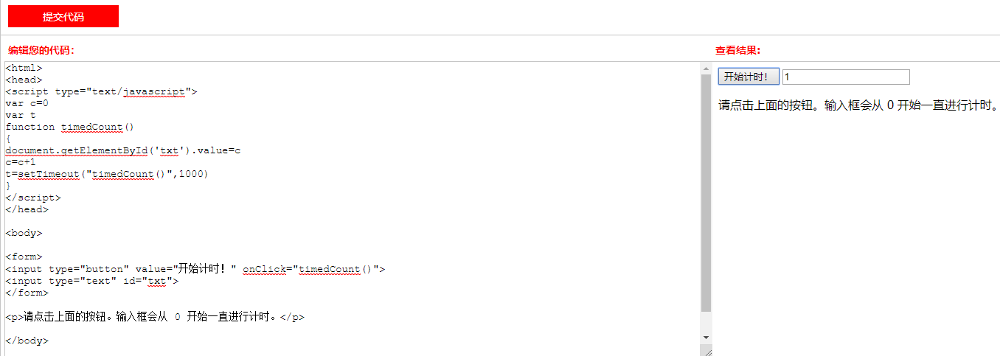 提交代码
编辑您的代码：
查看结果:
<html>
<head>
<script type="text/javascript">
var c=0
var t
function timedCount()
{
document.getElementById('txt').value=c
c=c+1
t=setTimeout("timedCount()",1000)
}
</script>
</head>
<body>
<form>
<input type="button" value="开始计时！" onClick="timedCount()">
<input type="text" id="txt">
</form>
<p>请点击上面的按钮。输入框会从 0 开始一直进行计时。</p>
</body>
开始计时！ 1
请点击上面的按钮。输入框会从 0 开始一直进行计时。